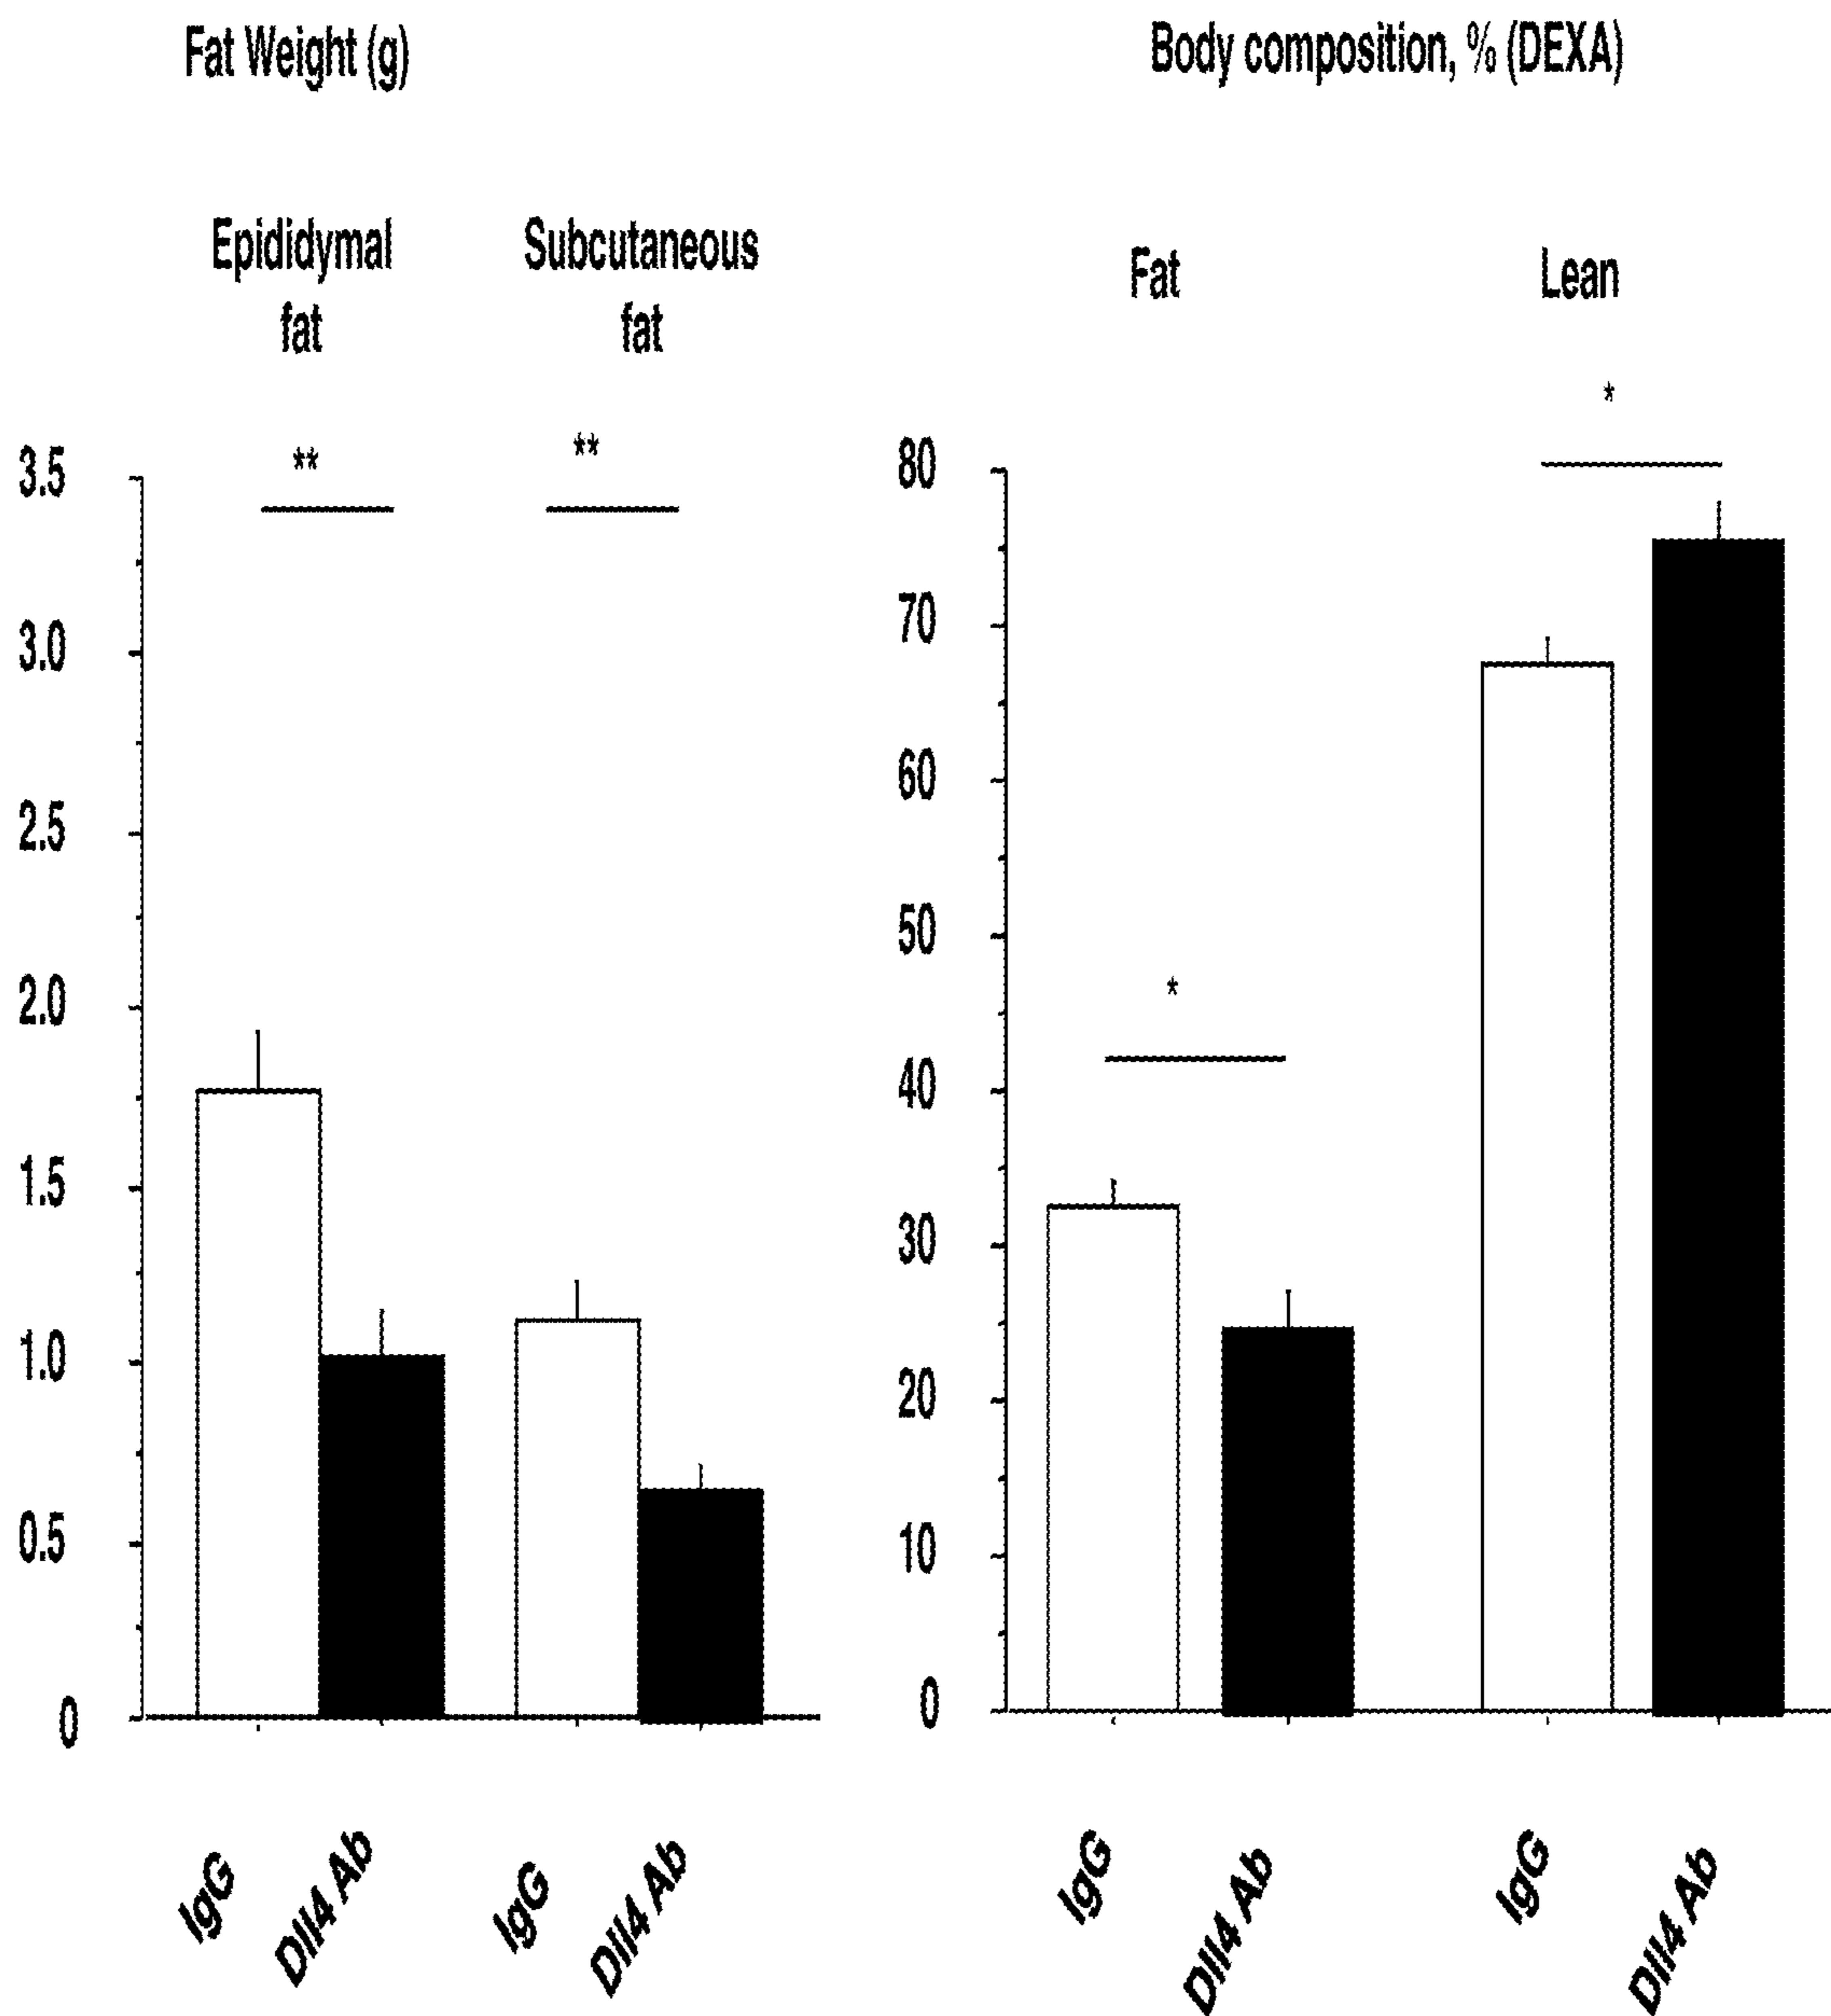 Fat Weight (g)
Epididymal
fat
Subcutaneous
fat
**
**
3.5
3.0
2.5
2.0
1.5
1.0
0.5
0
IgG
Dll4 Ab
IgG
Dll4 Ab
Body composition, % (DEXA)
Fat
Lean
*
*
80
70
60
50
40
30
20
10
0
IgG
Dll4 Ab
IgG
Dll4 Ab